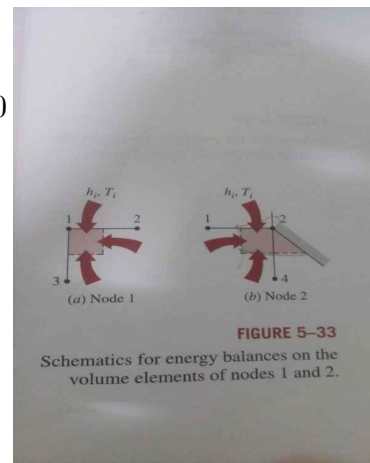 )
hᵢ, Tᵢ
1
2
3
(a) Node 1
hᵢ, Tᵢ
1
2
4
(b) Node 2
FIGURE 5–33
Schematics for energy balances on the
volume elements of nodes 1 and 2.